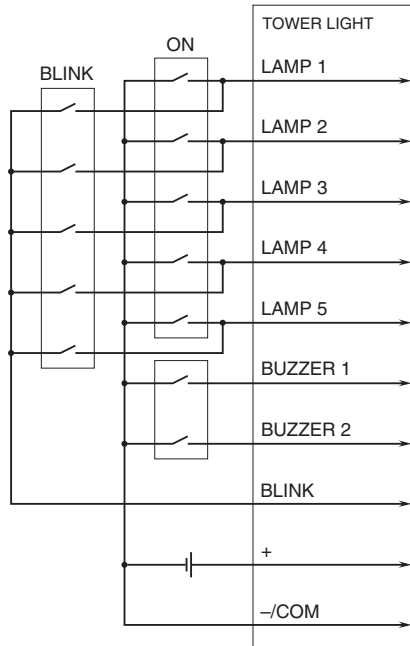 TOWER LIGHT
ON
BLINK
LAMP 1
LAMP 2
LAMP 3
LAMP 4
LAMP 5
BUZZER 1
BUZZER 2
BLINK
+
–/COM